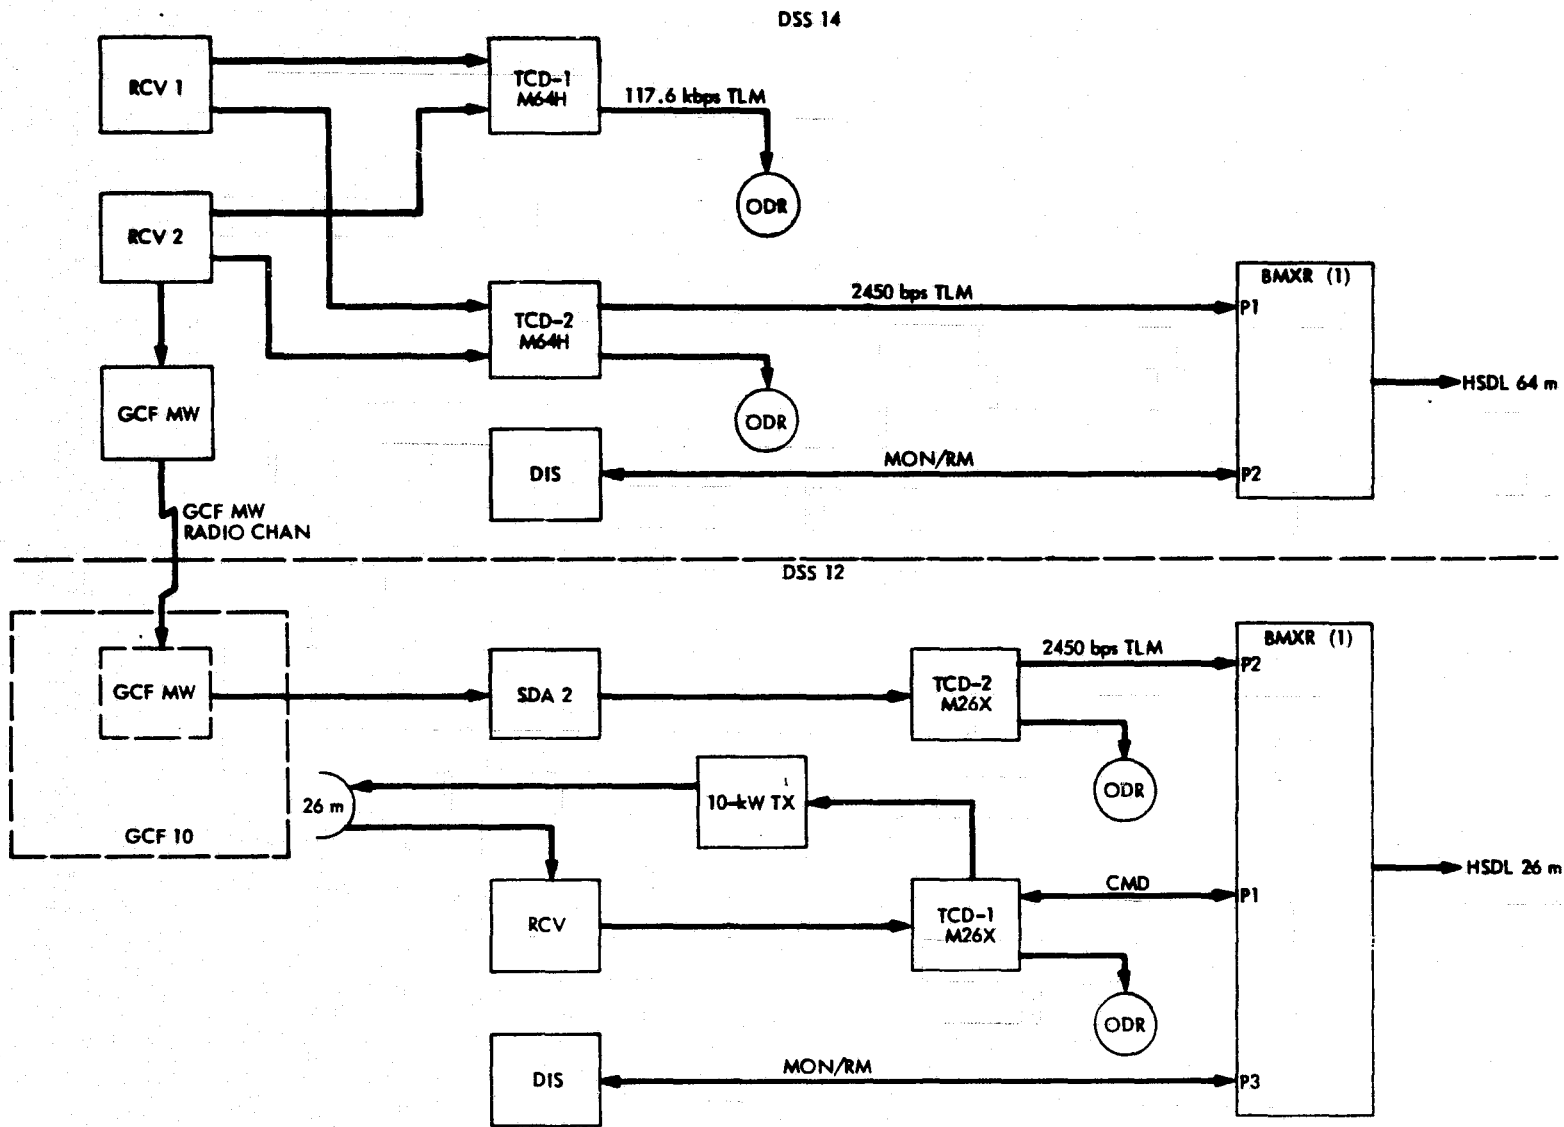 DSS 14
RCV 1
TCD-1
M64H
117.6 kbps TLM
ODR
RCV 2
TCD-2
M64H
2450 bps TLM
ODR
BMXR (1)
P1
HSDL 64 m
GCF MW
DIS
MON/RM
P2
GCF MW
RADIO CHAN
DSS 12
GCF MW
GCF 10
SDA 2
TCD-2
M26X
2450 bps TLM
BMXR (1)
P2
ODR
26 m
10-kW TX
RCV
TCD-1
M26X
CMD
P1
HSDL 26 m
ODR
DIS
MON/RM
P3